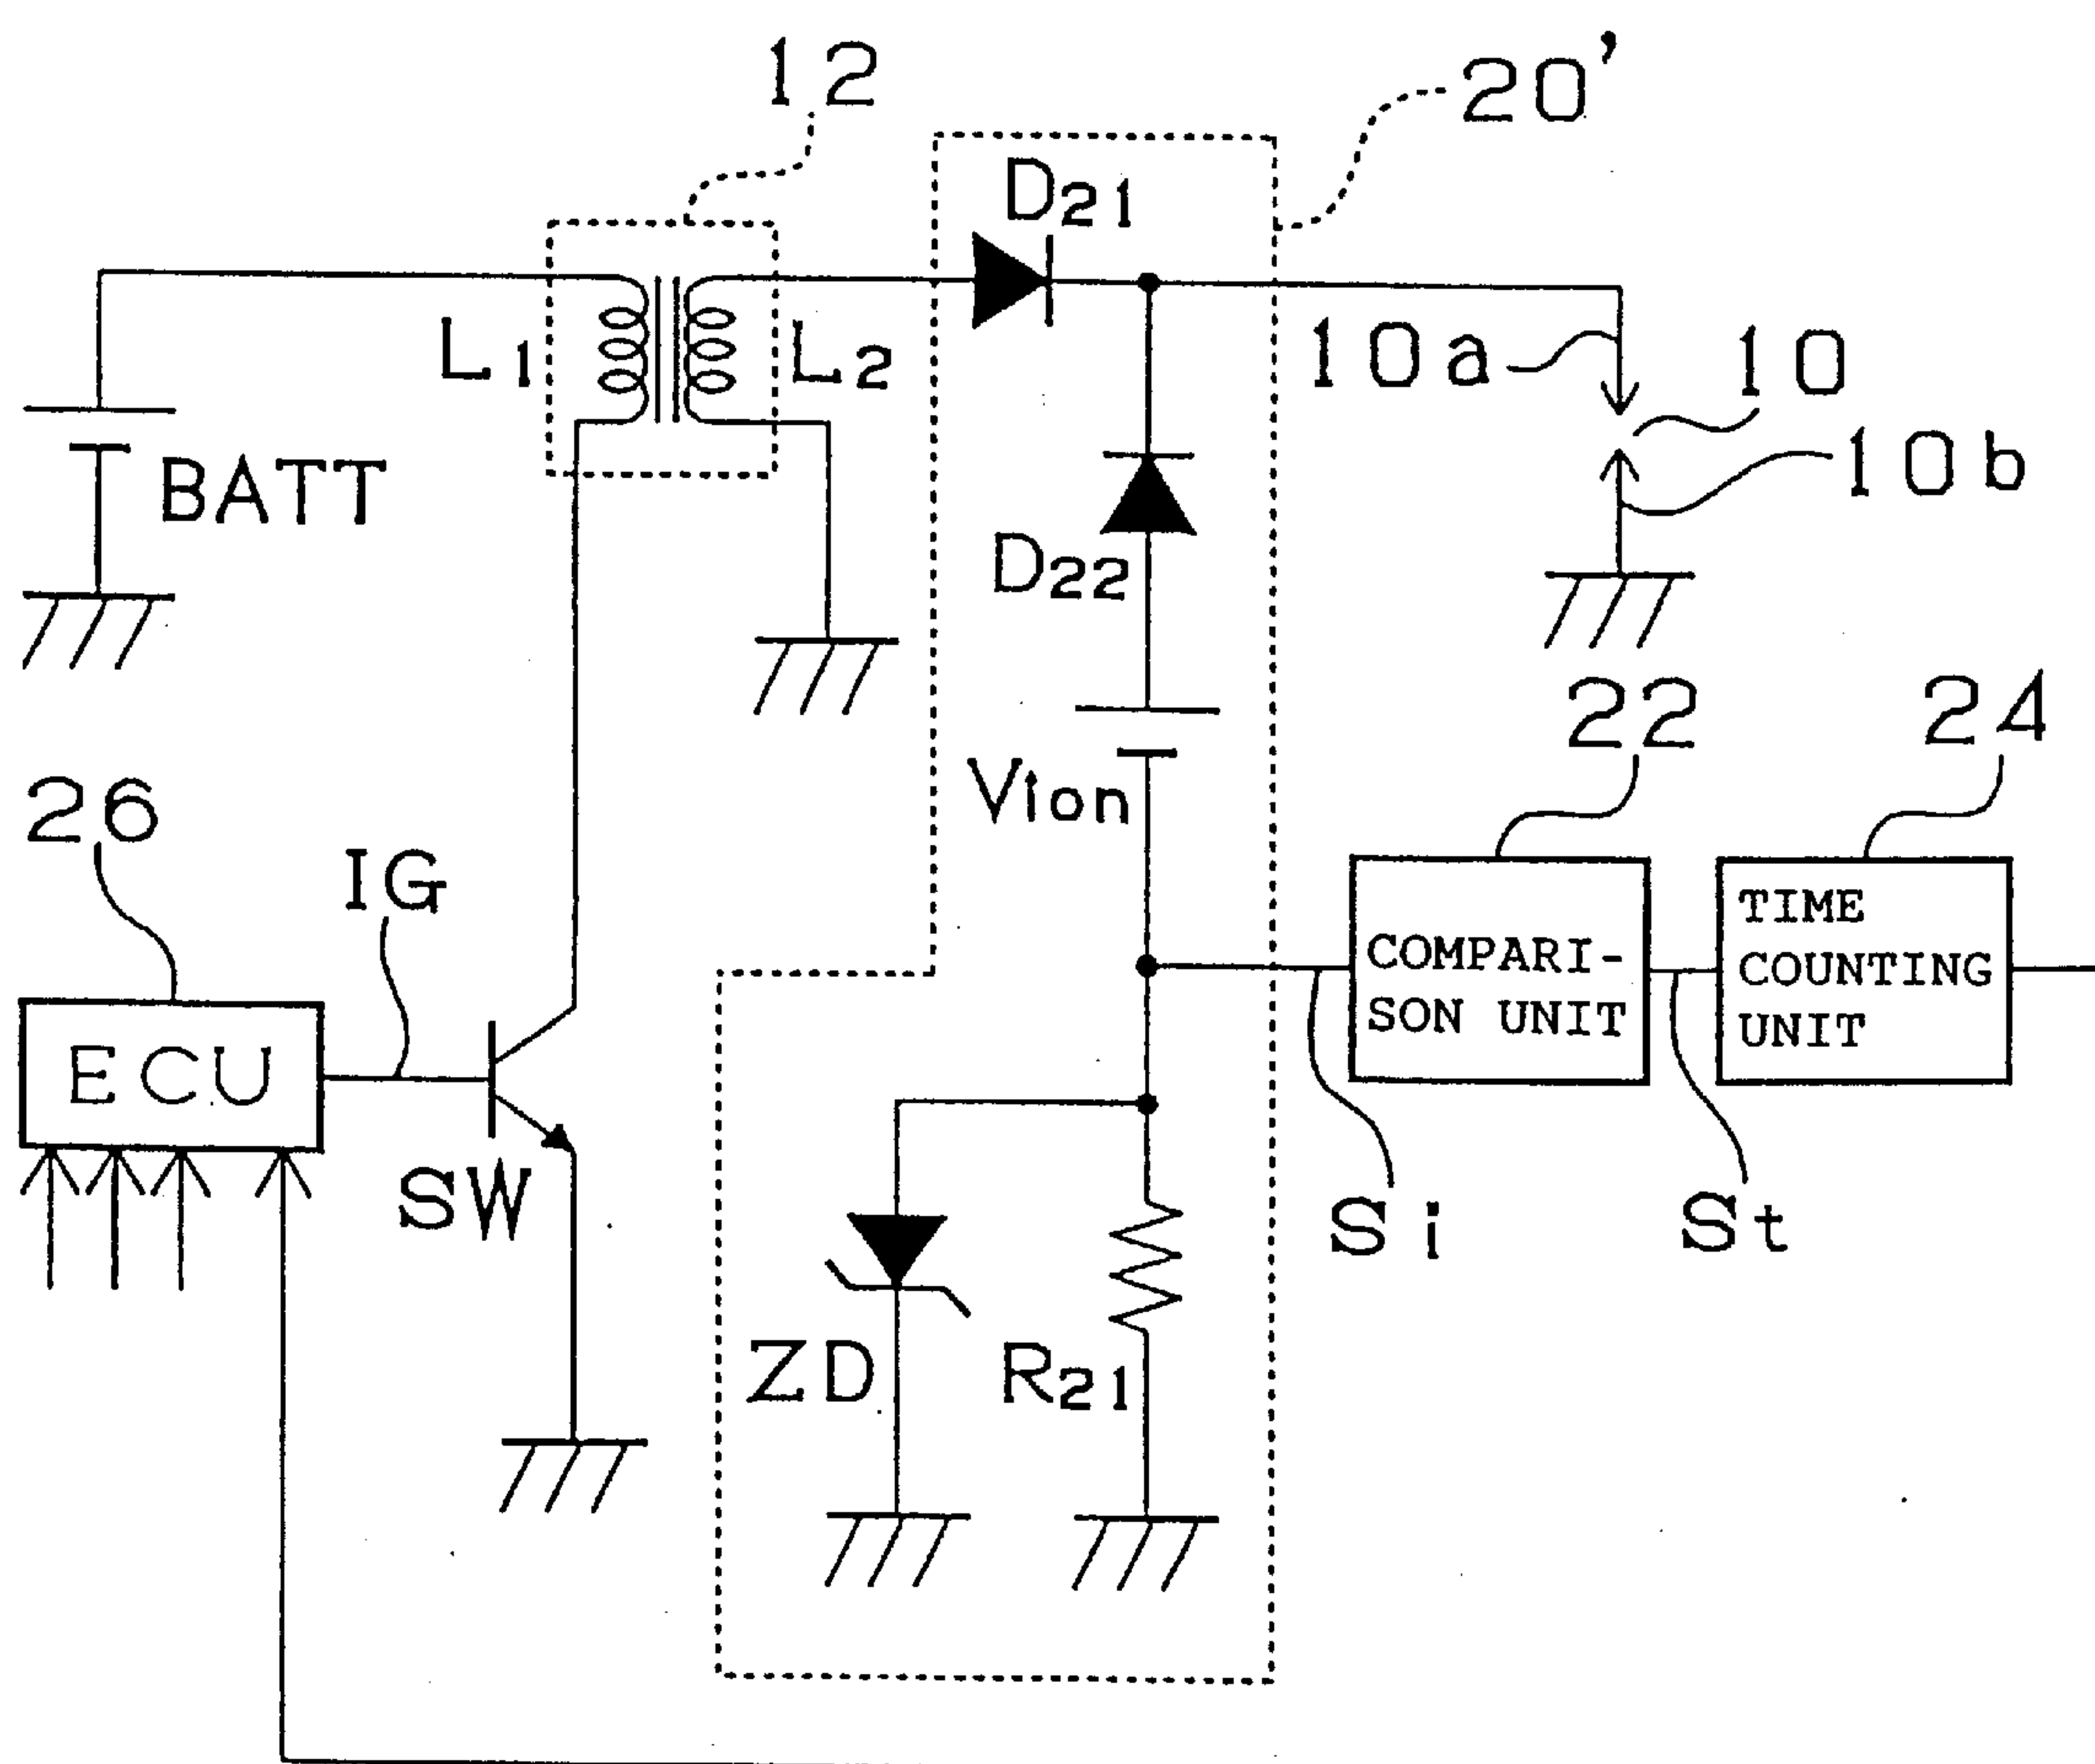 12
20'
D21
L1
L2
10a
10
10b
BATT
D22
22
24
Vion
26
IG
TIME
COUNTING
UNIT
COMPARI-
SON UNIT
ECU
SW
Si
St
ZD
R21